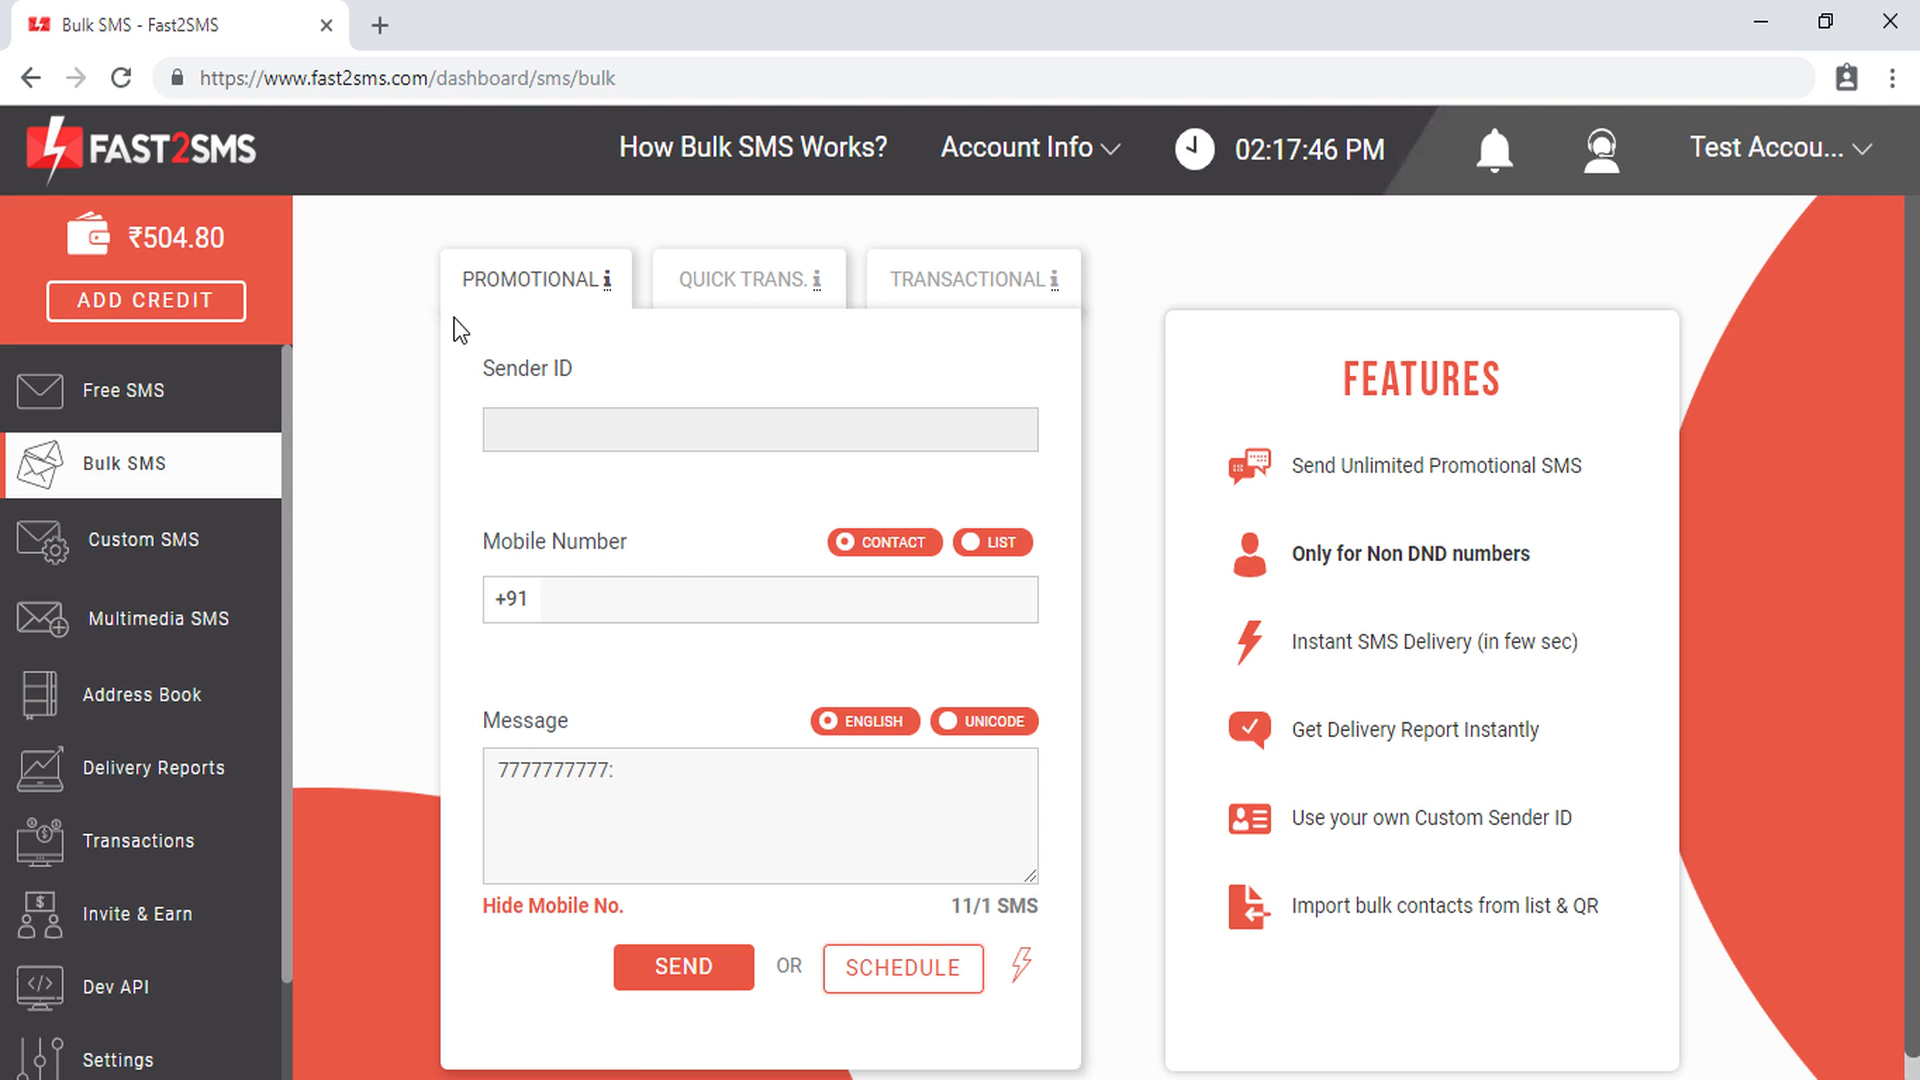 Bulk SMS - Fast2SMS
https://www.fast2sms.com/dashboard/sms/bulk
FAST2SMS
How Bulk SMS Works?
Account Info
02:17:46 PM
Test Accou...
₹504.80
ADD CREDIT
Free SMS
Bulk SMS
Custom SMS
Multimedia SMS
Address Book
Delivery Reports
Transactions
Invite & Earn
Dev API
Settings
PROMOTIONAL i
QUICK TRANS. i
TRANSACTIONAL i
Sender ID
Mobile Number
CONTACT
LIST
+91
Message
ENGLISH
UNICODE
7777777777:
Hide Mobile No.
11/1 SMS
SEND
OR
SCHEDULE
FEATURES
Send Unlimited Promotional SMS
Only for Non DND numbers
Instant SMS Delivery (in few sec)
Get Delivery Report Instantly
Use your own Custom Sender ID
Import bulk contacts from list & QR